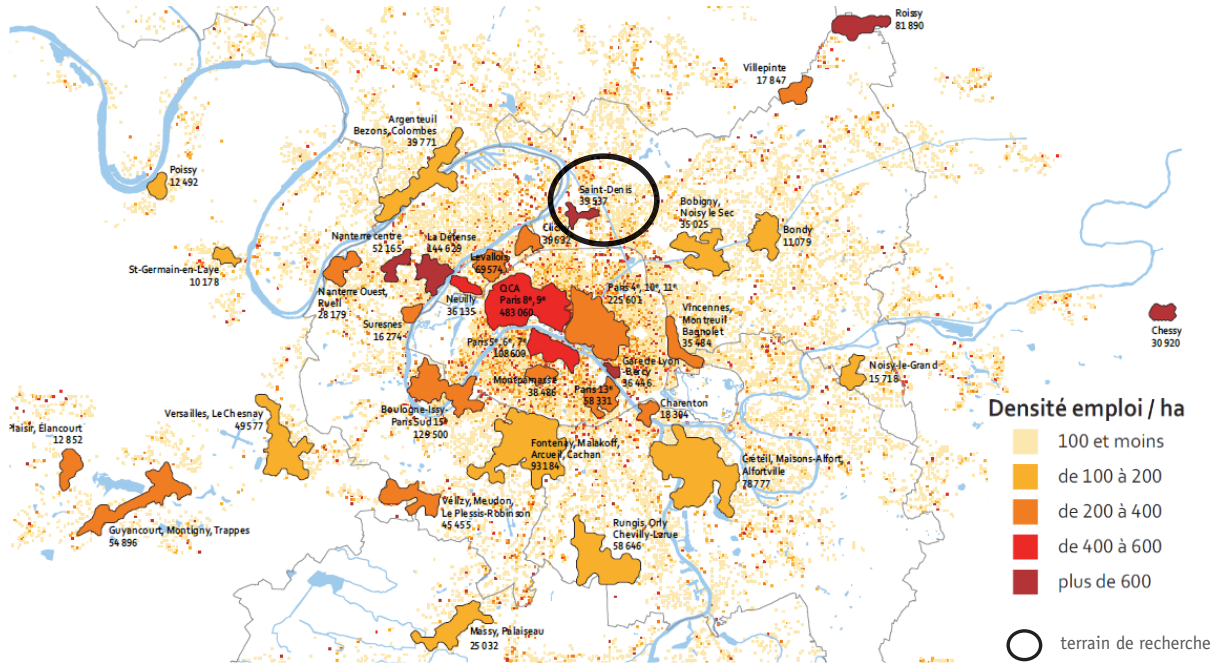 Roissy
81 890
Villepinte
17 847
Argenteuil
Bezons, Colombes
39 771
Poissy
12 492
Saint-Denis
39 537
Bobigny,
Noisy le Sec
35 025
Bondy
11 079
Nanterre centre
52 165
La Défense
144 629
39 632
Levallois
69 574
St-Germain-en-Laye
10 178
Nanterre Ouest,
Rueil
28 179
Neuilly
36 135
QCA
Paris 8e, 9e
483 060
Paris 4e, 10e, 11e
225 601
Suresnes
16 274
Vincennes,
Montreuil
Bagnolet
35 484
Chessy
30 920
Paris 5e, 6e, 7e
108 609
Gare de Lyon
-Bercy
36 446
Noisy-le-Grand
15 718
Montparnasse
38 486
Paris 13e
58 331
Charenton
18 304
Versailles, Le Chesnay
49 577
Boulogne-Issy-
Paris Sud 15e
129 500
Élancourt
12 852
Fontenay, Malakoff,
Arcueil, Cachan
93 184
Créteil, Maisons-Alfort,
Alfortville
78 777
Vélizy, Meudon,
Le Plessis-Robinson
45 455
Guyancourt, Montigny, Trappes
54 896
Rungis, Orly
Chevilly-Larue
58 646
Massy, Palaiseau
25 032
Densité emploi / ha
100 et moins
de 100 à 200
de 200 à 400
de 400 à 600
plus de 600
terrain de recherche